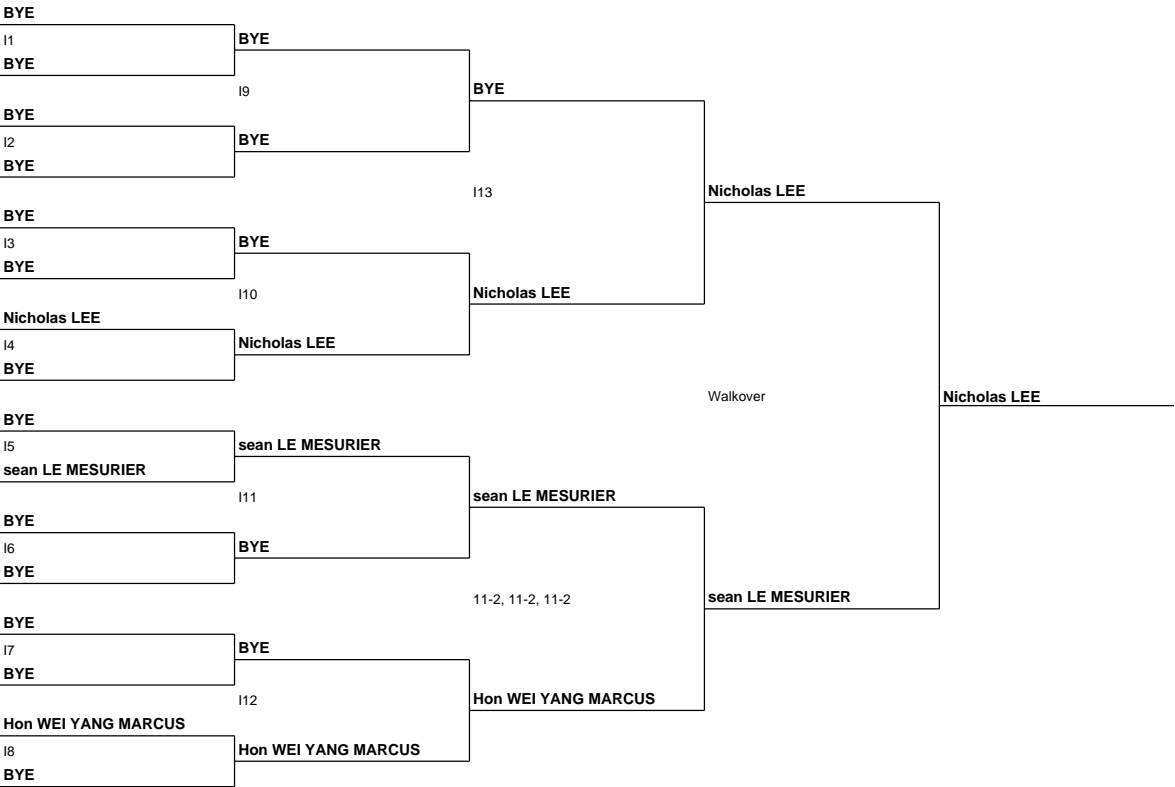 BYE
I1
BYE
BYE
I2
BYE
BYE
I3
BYE
Nicholas LEE
I4
BYE
BYE
I5
sean LE MESURIER
BYE
I6
BYE
BYE
I7
BYE
Hon WEI YANG MARCUS
I8
BYE
BYE
I9
BYE
BYE
I10
Nicholas LEE
sean LE MESURIER
I11
BYE
BYE
I12
Hon WEI YANG MARCUS
BYE
I13
Nicholas LEE
sean LE MESURIER
11-2, 11-2, 11-2
Hon WEI YANG MARCUS
Nicholas LEE
Walkover
sean LE MESURIER
Nicholas LEE